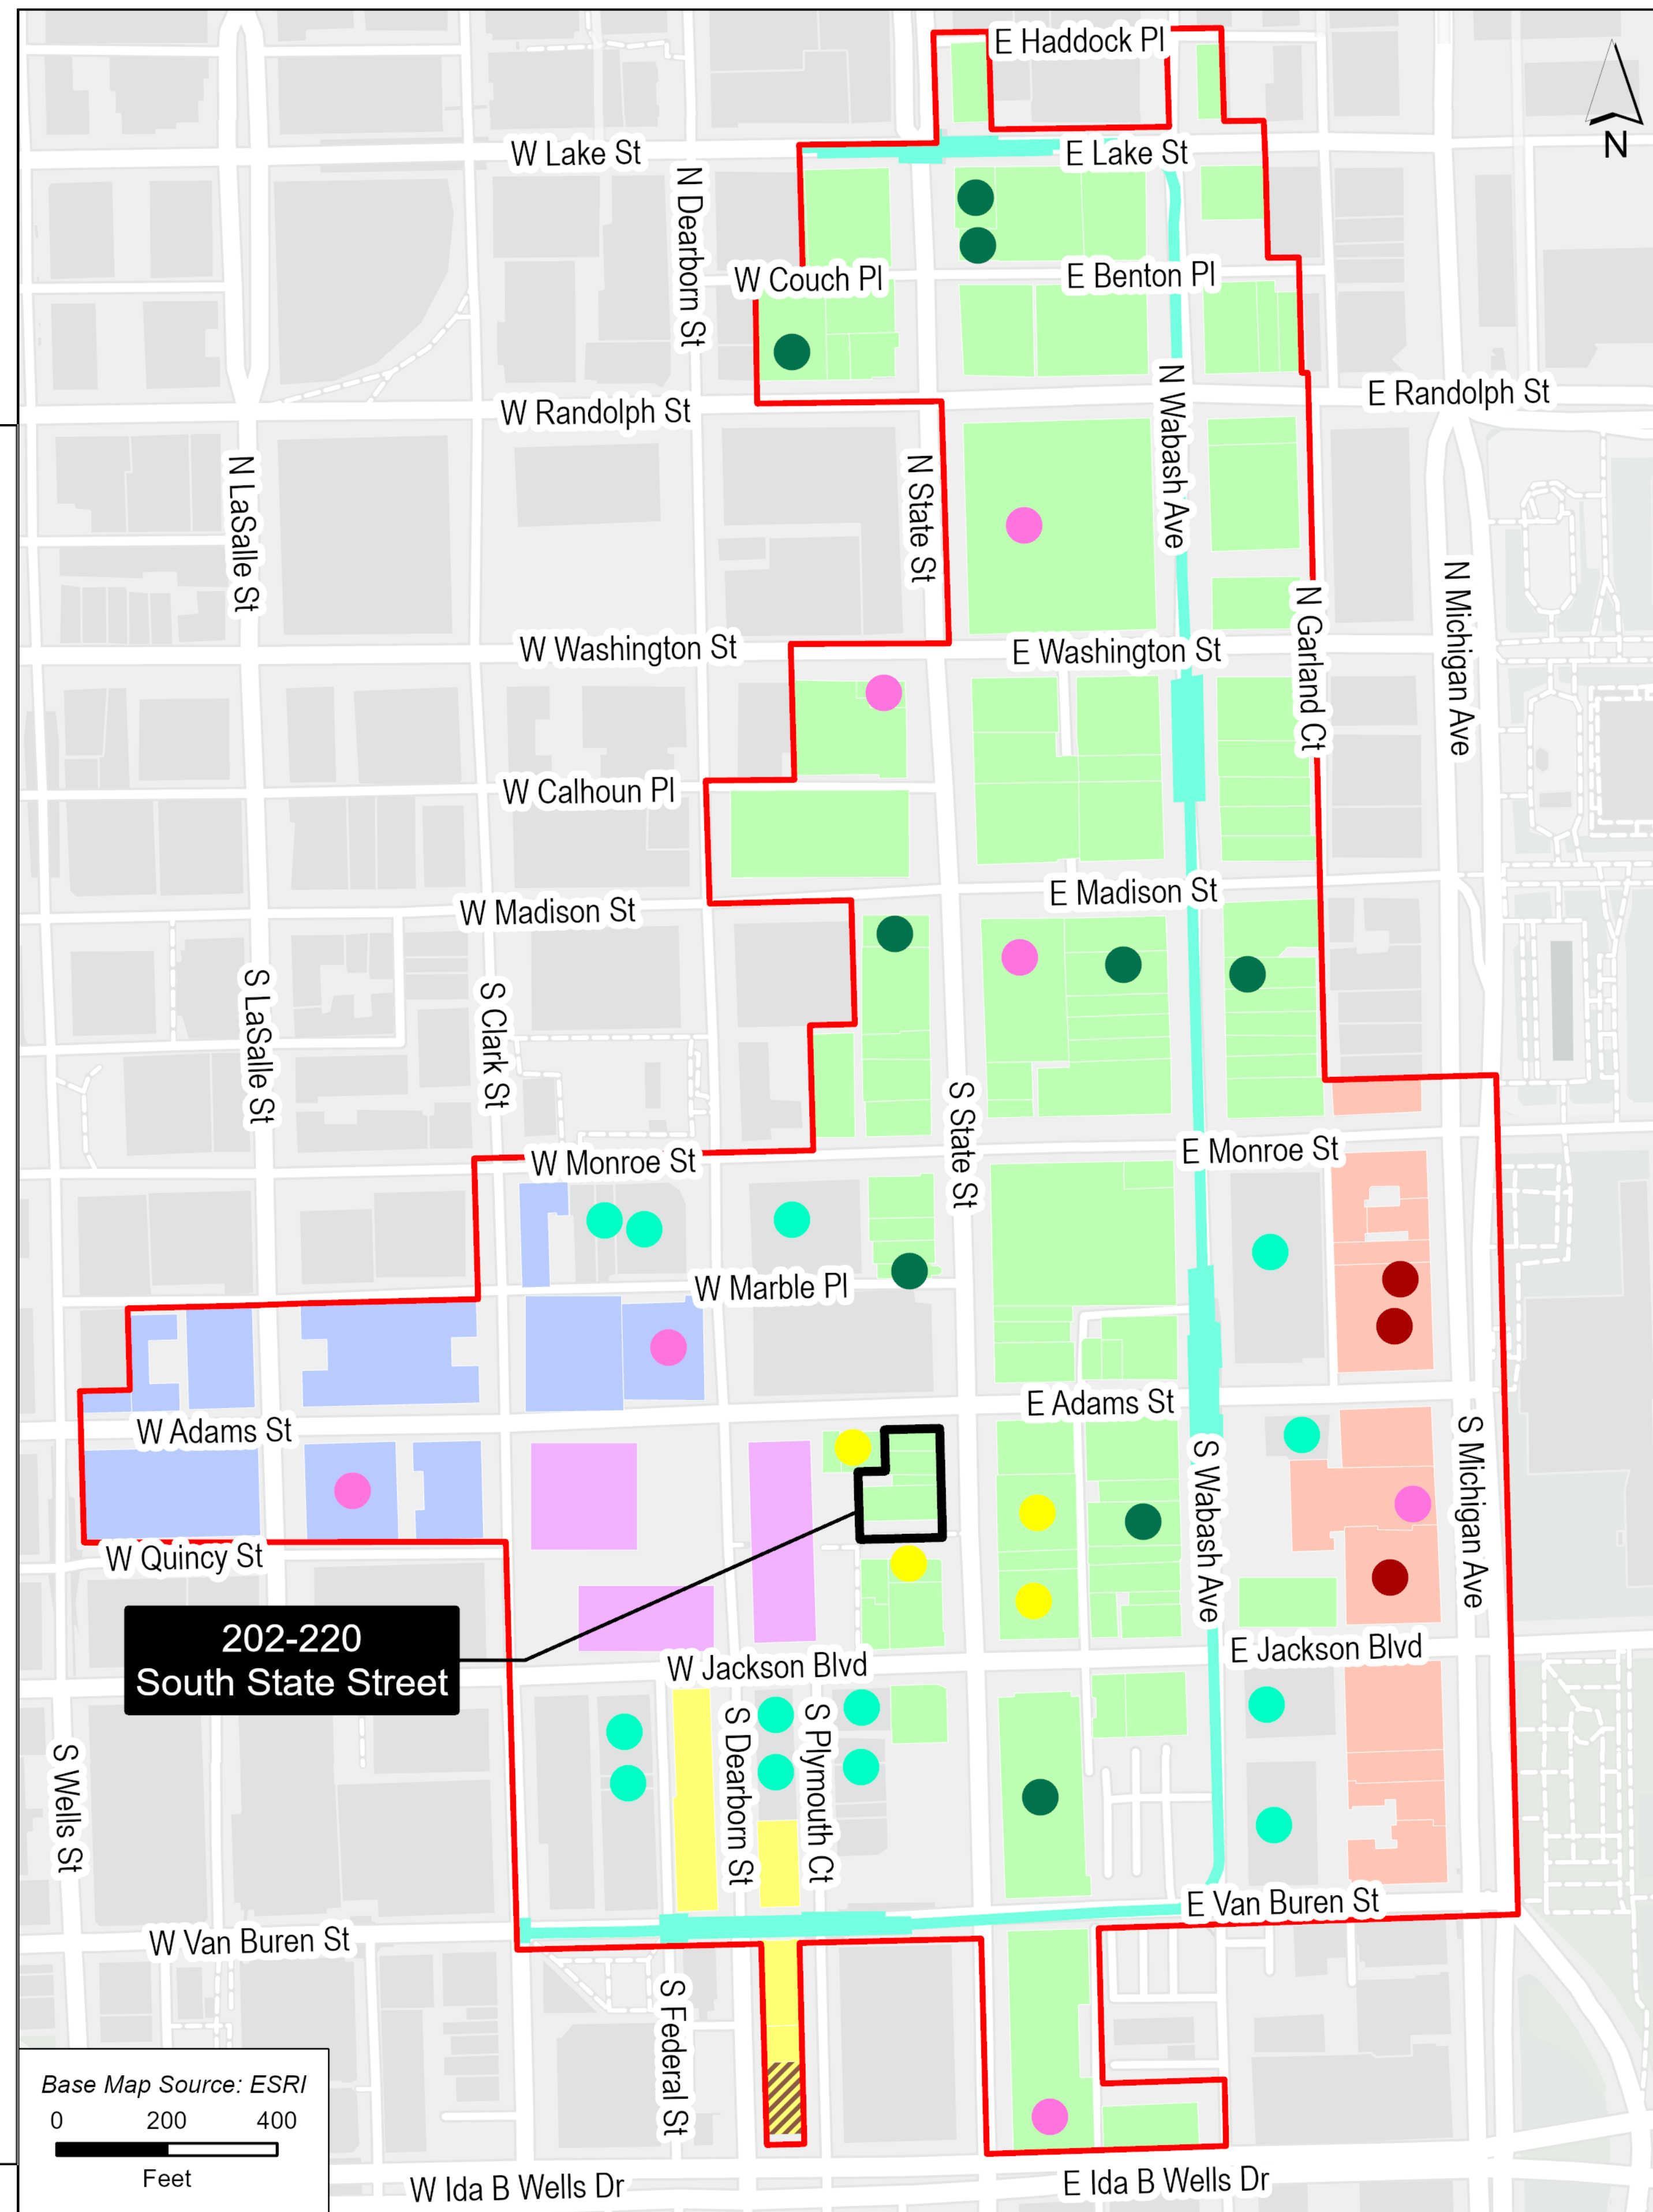 E Haddock Pl
N
W Lake St
E Lake St
N Dearborn St
W Couch Pl
E Benton Pl
W Randolph St
E Randolph St
N Wabash Ave
N LaSalle St
N State St
N Michigan Ave
N Garland Ct
W Washington St
E Washington St
W Calhoun Pl
E Madison St
W Madison St
S LaSalle St
S Clark St
S State St
E Monroe St
W Monroe St
W Marble Pl
E Adams St
W Adams St
S Wabash Ave
S Michigan Ave
W Quincy St
202-220
South State Street
E Jackson Blvd
W Jackson Blvd
S Dearborn St
S Plymouth Ct
S Wells St
E Van Buren St
W Van Buren St
S Federal St
Base Map Source: ESRI
0 200 400
Feet
W Ida B Wells Dr
E Ida B Wells Dr